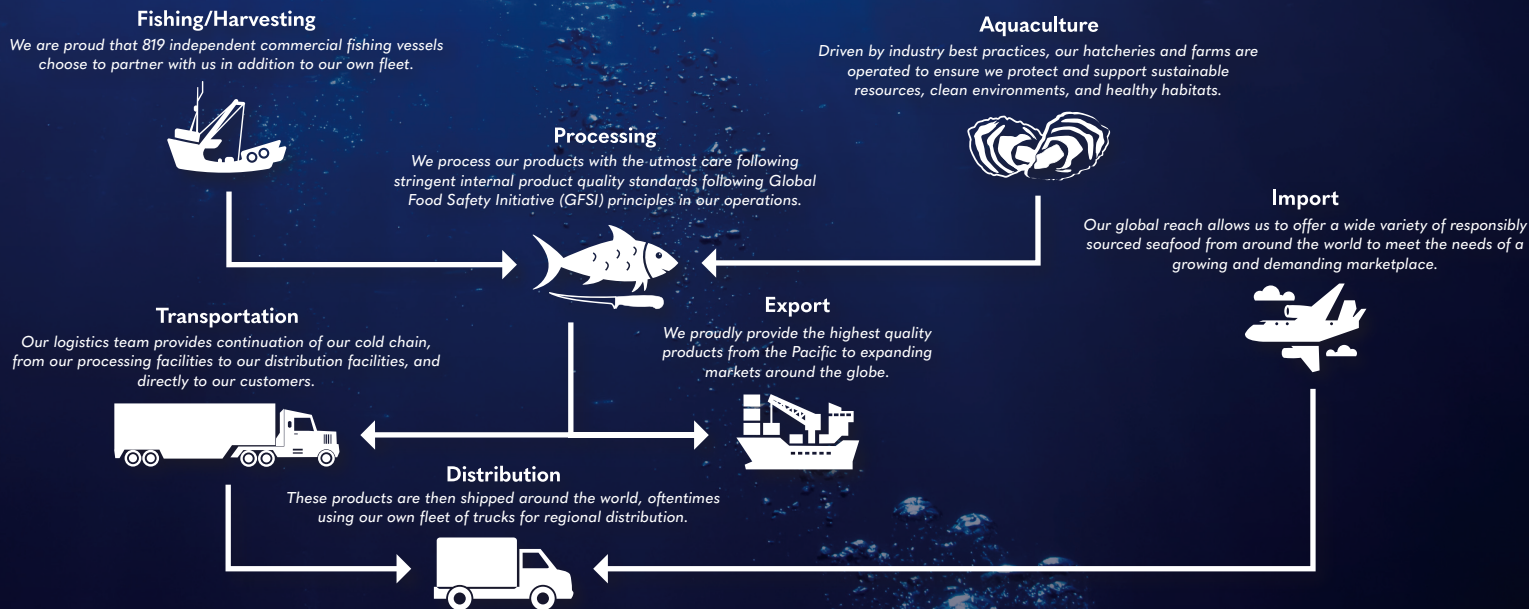 Fishing/Harvesting
We are proud that 819 independent commercial fishing vessels
choose to partner with us in addition to our own fleet.
Aquaculture
Driven by industry best practices, our hatcheries and farms are
operated to ensure we protect and support sustainable
resources, clean environments, and healthy habitats.
Processing
We process our products with the utmost care following
stringent internal product quality standards following Global
Food Safety Initiative (GFSI) principles in our operations.
Import
Our global reach allows us to offer a wide variety of responsibly
sourced seafood from around the world to meet the needs of a
growing and demanding marketplace.
Transportation
Our logistics team provides continuation of our cold chain,
from our processing facilities to our distribution facilities, and
directly to our customers.
Export
We proudly provide the highest quality
products from the Pacific to expanding
markets around the globe.
Distribution
These products are then shipped around the world, oftentimes
using our own fleet of trucks for regional distribution.